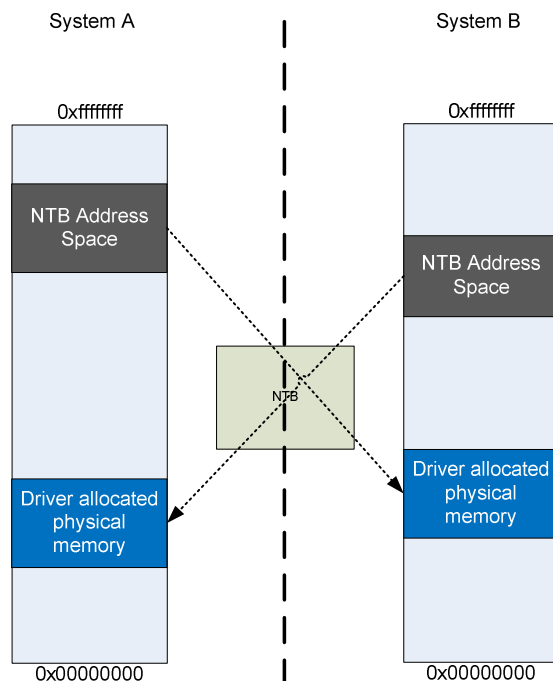 System A
System B
0xffffffff
0xffffffff
NTB Address
Space
NTB Address
Space
NTB
Driver allocated
physical
memory
Driver allocated
physical
memory
0x00000000
0x00000000